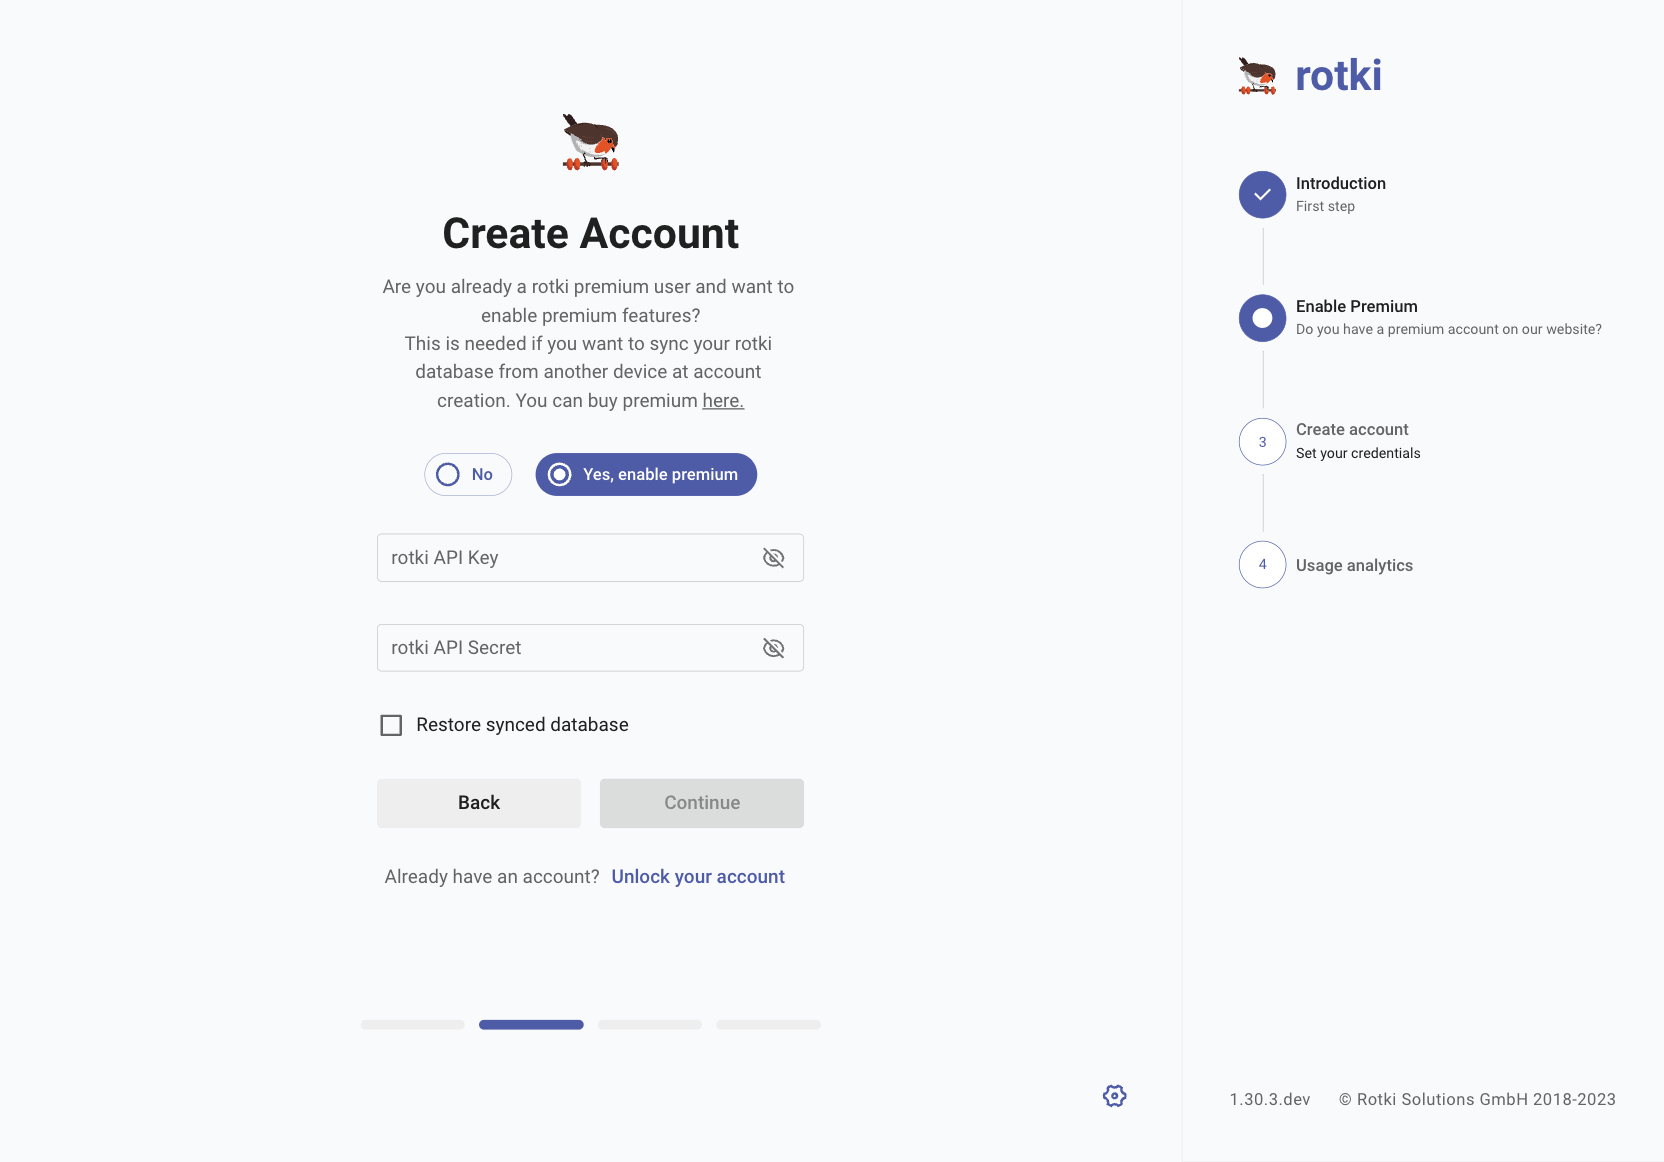 Create Account
Are you already a rotki premium user and want to
enable premium features?
This is needed if you want to sync your rotki
database from another device at account
creation. You can buy premium here.
No
Yes, enable premium
rotki API Key
rotki API Secret
Restore synced database
Back
Continue
Already have an account? Unlock your account
rotki
Introduction
First step
Enable Premium
Do you have a premium account on our website?
3
Create account
Set your credentials
4
Usage analytics
1.30.3.dev
© Rotki Solutions GmbH 2018-2023